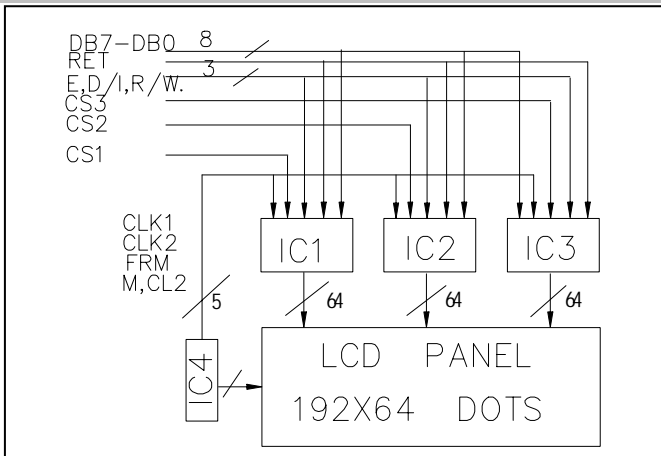 DB7-DB0 8
RET
E,D/I,R/W. 3
CS3
CS2
CS1
CLK1
CLK2
FRM
M,CL2
5
IC1
IC2
IC3
64
64
64
IC4
LCD PANEL
192X64 DOTS